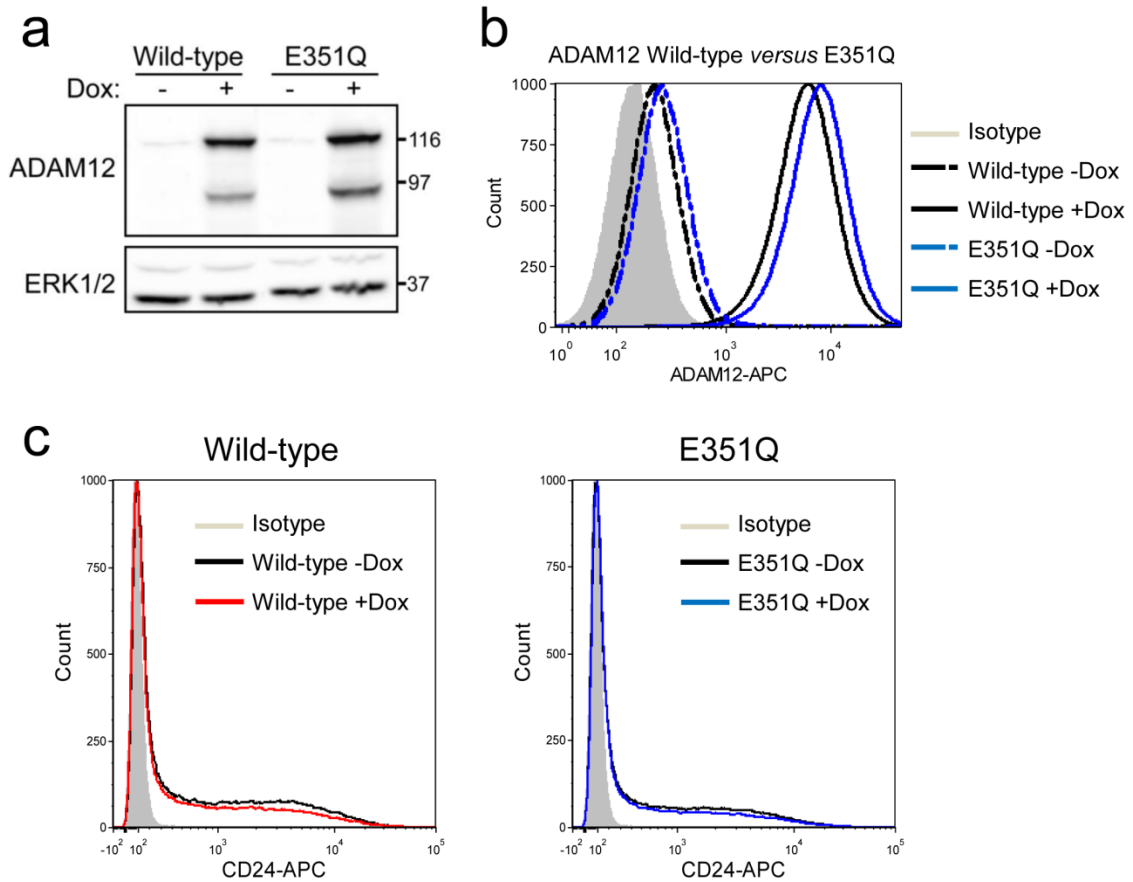 a
Wild-type E351Q
Dox: - + - +
ADAM12
116
97
ERK1/2
37
b
ADAM12 Wild-type versus E351Q
1000
750
500
250
0
Count
10⁰ 10² 10³ 10⁴
ADAM12-APC
Isotype
Wild-type -Dox
Wild-type +Dox
E351Q -Dox
E351Q +Dox
c
Wild-type
1000
750
500
250
0
Count
Isotype
Wild-type -Dox
Wild-type +Dox
-10² 10² 10³ 10⁴ 10⁵
CD24-APC
E351Q
1000
750
500
250
0
Count
Isotype
E351Q -Dox
E351Q +Dox
-10² 10² 10³ 10⁴ 10⁵
CD24-APC